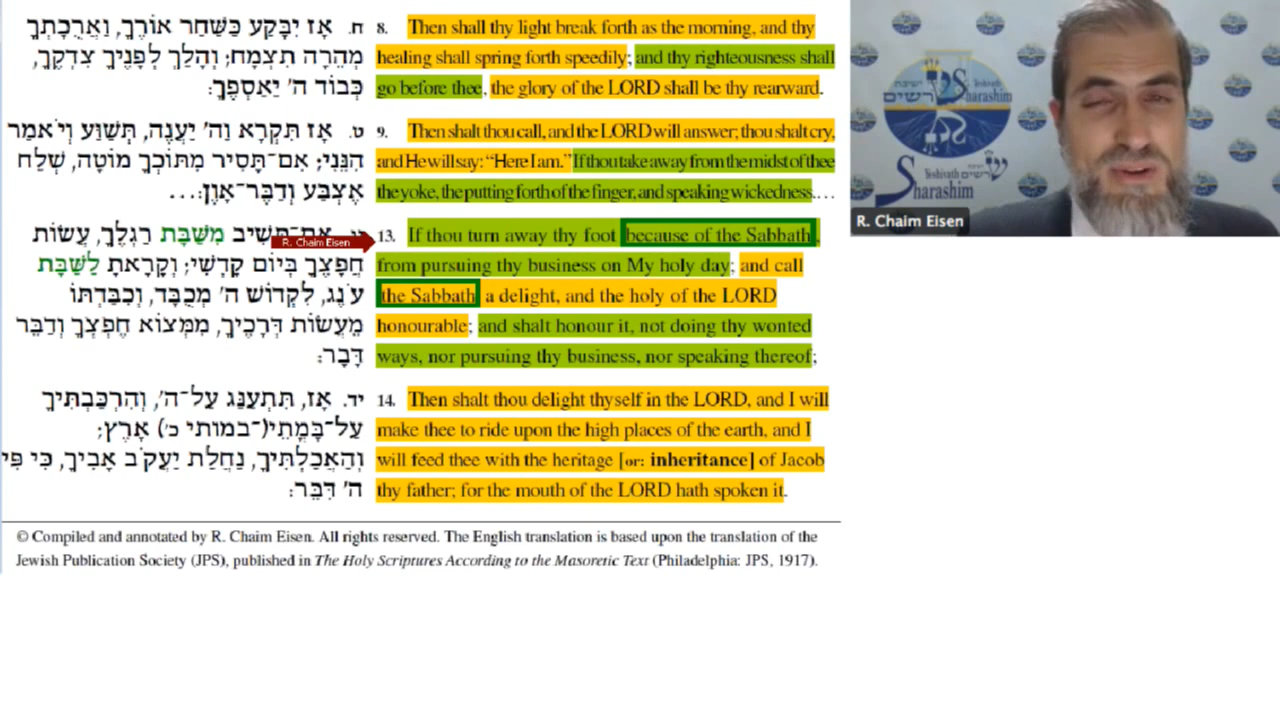 ח. אָז יִבָּקַע כַּשַּׁחַר אוֹרֶךָ, וַאֲרֻכָתְךָ
מְהֵרָה תִצְמָח; וְהָלַךְ לְפָנֶיךָ צִדְקֶךָ,
כְּבוֹד ה' יַאַסְפֶךָ:
8. Then shall thy light break forth as the morning, and thy
healing shall spring forth speedily; and thy righteousness shall
go before thee, the glory of the LORD shall be thy rearward.
ט. אָז תִּקְרָא וַה' יַעֲנֶה, תְּשַׁוַּע וְיֹאמַר
הִנֵּנִי; אִם־תָּסִיר מִתּוֹכְךָ מוֹטָה, שְׁלַח
אֶצְבַּע וְדַבֶּר־אָוֶן:...
9. Then shalt thou call, and the LORD will answer; thou shalt cry,
and He will say: “Here I am.” If thou take away from the midst of thee
the yoke, the putting forth of the finger, and speaking wickedness....
תָּשִׁיב מִשַּׁבָּת רַגְלֶךָ, עֲשׂוֹת
חֲפָצֶךָ בְּיוֹם קָדְשִׁי; וְקָרָאתָ לַשַּׁבָּת
עֹנֶג, לִקְדוֹשׁ ה' מְכֻבָּד, וְכִבַּדְתּוֹ
מֵעֲשׂוֹת דְּרָכֶיךָ, מִמְּצוֹא חֶפְצְךָ וְדַבֵּר
דָּבָר:
R. Chaim Eisen
13. If thou turn away thy foot because of the Sabbath,
from pursuing thy business on My holy day; and call
the Sabbath a delight, and the holy of the LORD
honourable; and shalt honour it, not doing thy wonted
ways, nor pursuing thy business, nor speaking thereof;
יד. אָז, תִּתְעַנַּג עַל־ה', וְהִרְכַּבְתִּיךָ
עַל־בָּמֳתֵי(־במותי כ') אָרֶץ;
וְהַאֲכַלְתִּיךָ, נַחֲלַת יַעֲקֹב אָבִיךָ, כִּי פִּי
ה' דִּבֵּר:
14. Then shalt thou delight thyself in the LORD, and I will
make thee to ride upon the high places of the earth, and I
will feed thee with the heritage [or: inheritance] of Jacob
thy father; for the mouth of the LORD hath spoken it.
© Compiled and annotated by R. Chaim Eisen. All rights reserved. The English translation is based upon the translation of the
Jewish Publication Society (JPS), published in The Holy Scriptures According to the Masoretic Text (Philadelphia: JPS, 1917).
ישיבת
שרשים
Yeshivath
Sharashim
Yeshivath
Sharashim
שרשים
R. Chaim Eisen